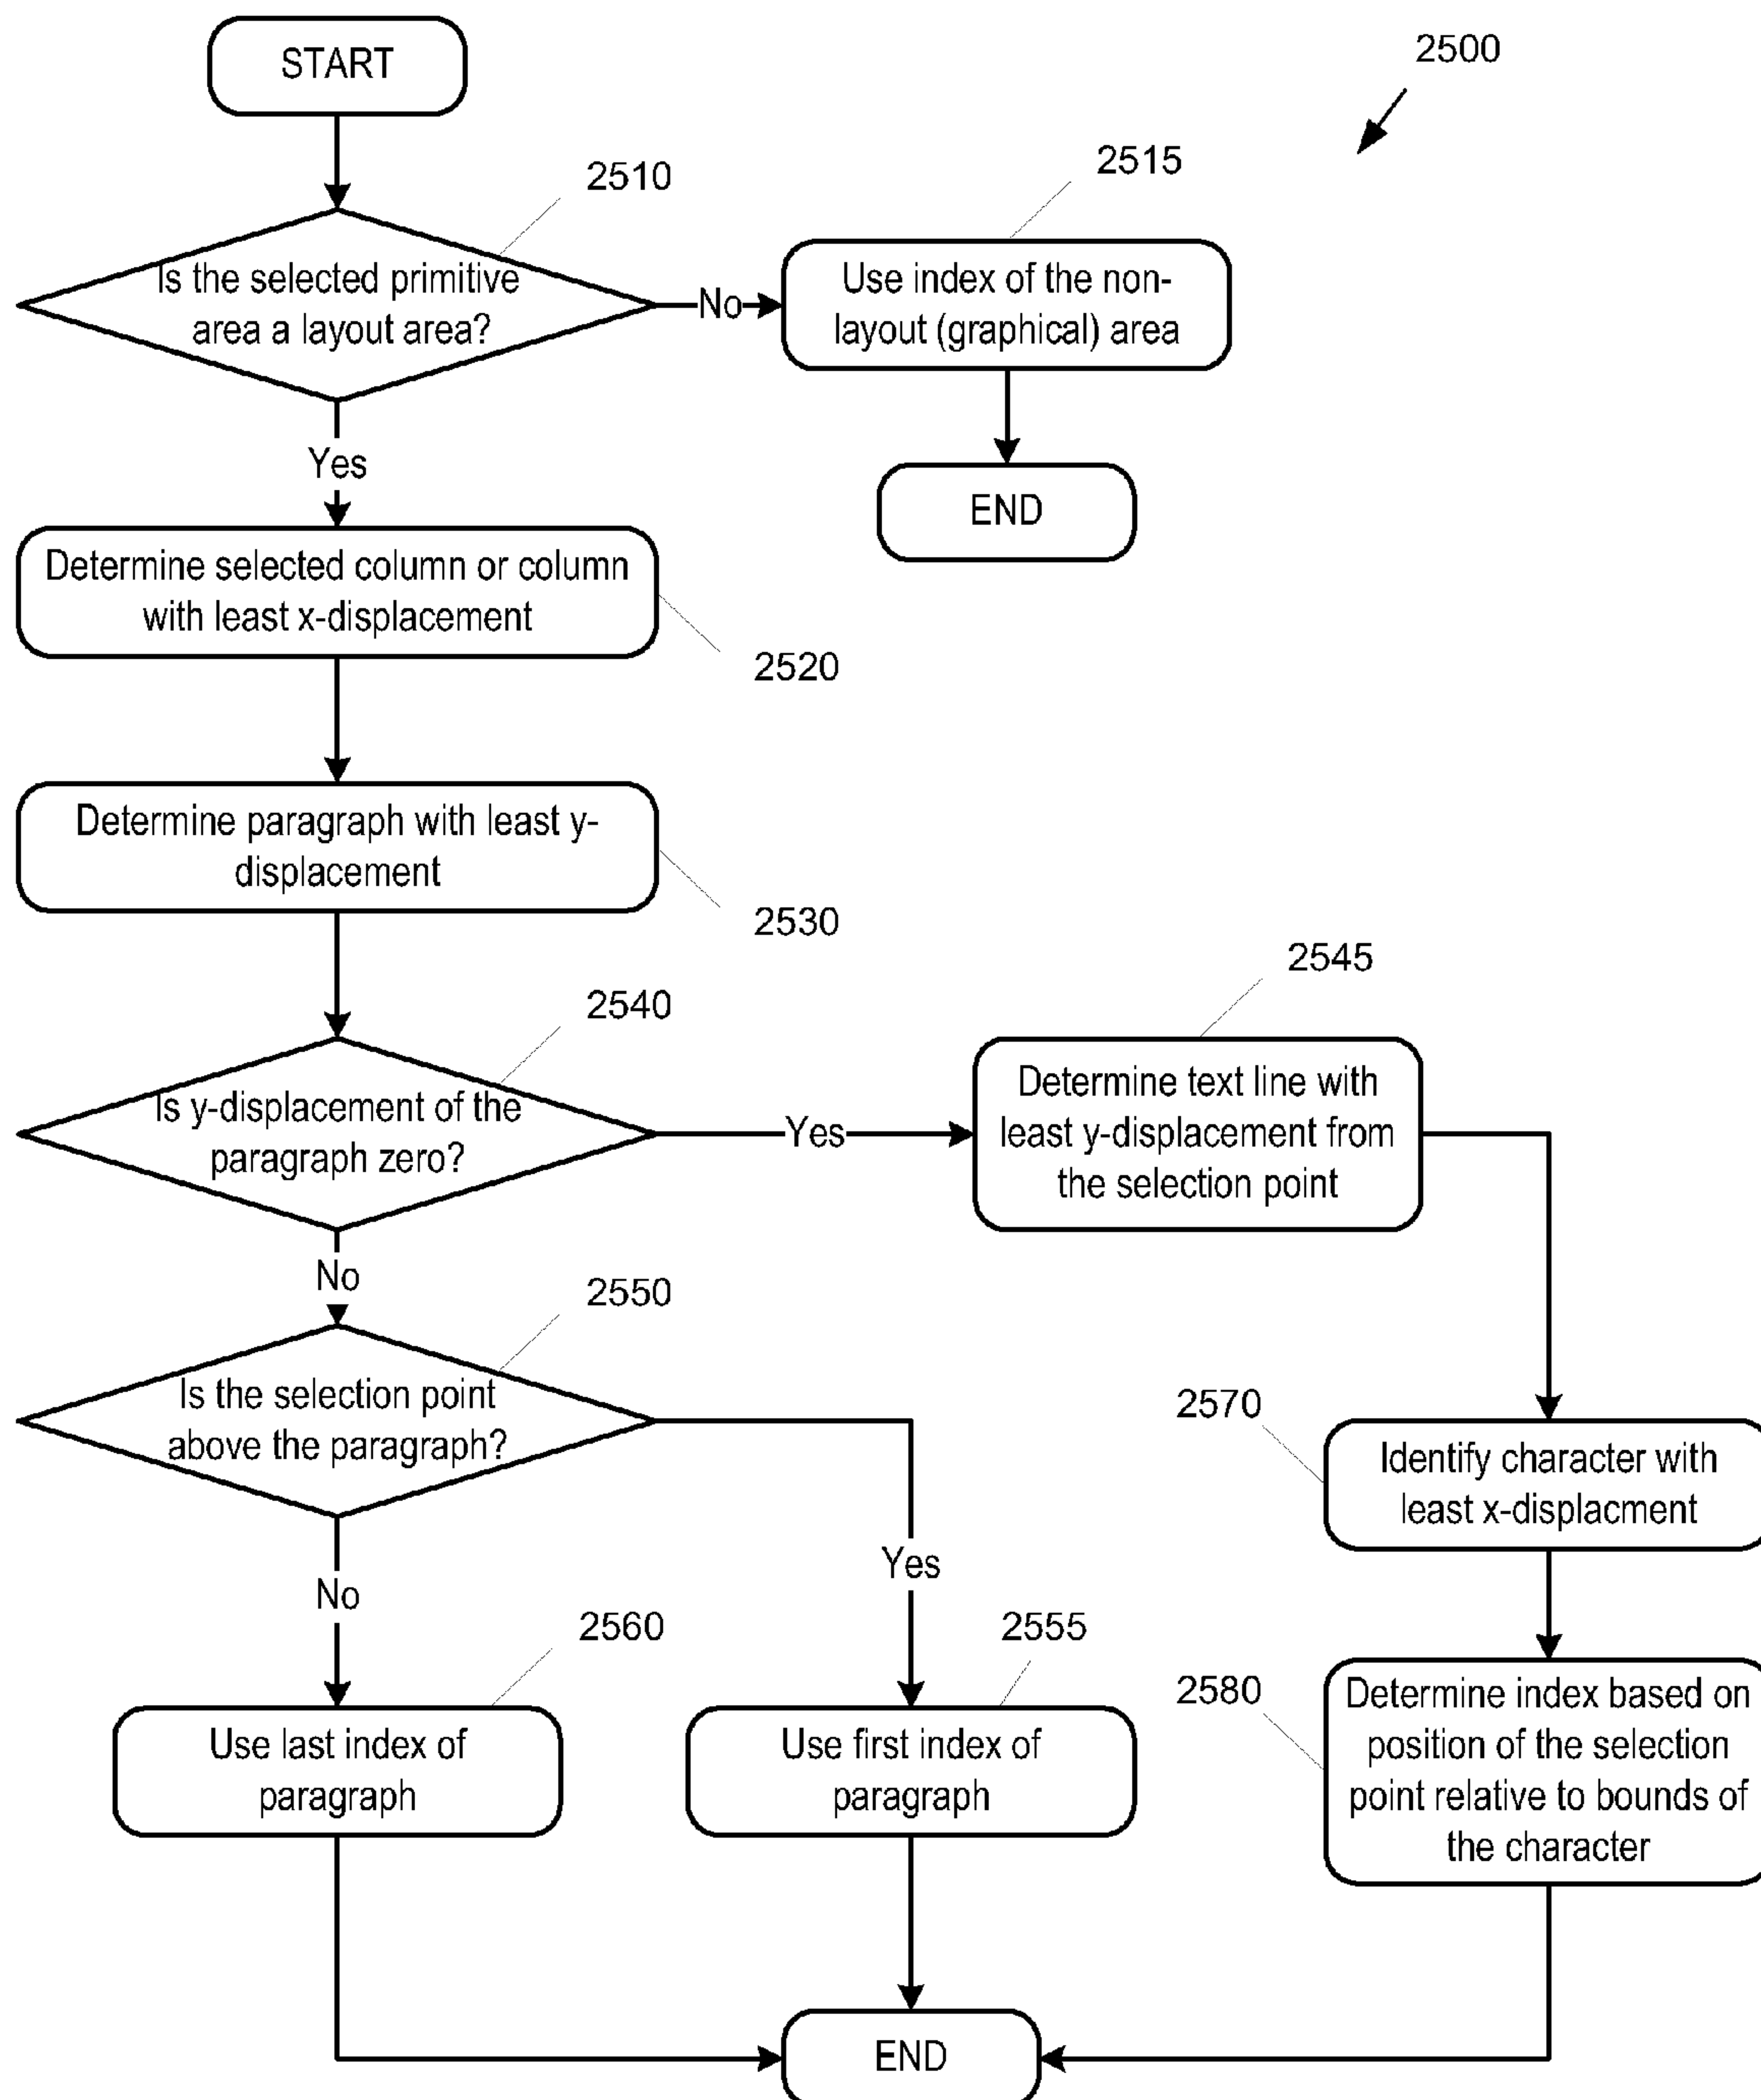 START
2500
2510
2515
Is the selected primitive
area a layout area?
No
Use index of the non-
layout (graphical) area
Yes
END
Determine selected column or column
with least x-displacement
2520
Determine paragraph with least y-
displacement
2530
2540
2545
Is y-displacement of the
paragraph zero?
Yes
Determine text line with
least y-displacement from
the selection point
No
2550
Is the selection point
above the paragraph?
2570
Identify character with
least x-displacment
Yes
No
2560
2555
2580
Use last index of
paragraph
Use first index of
paragraph
Determine index based on
position of the selection
point relative to bounds of
the character
END